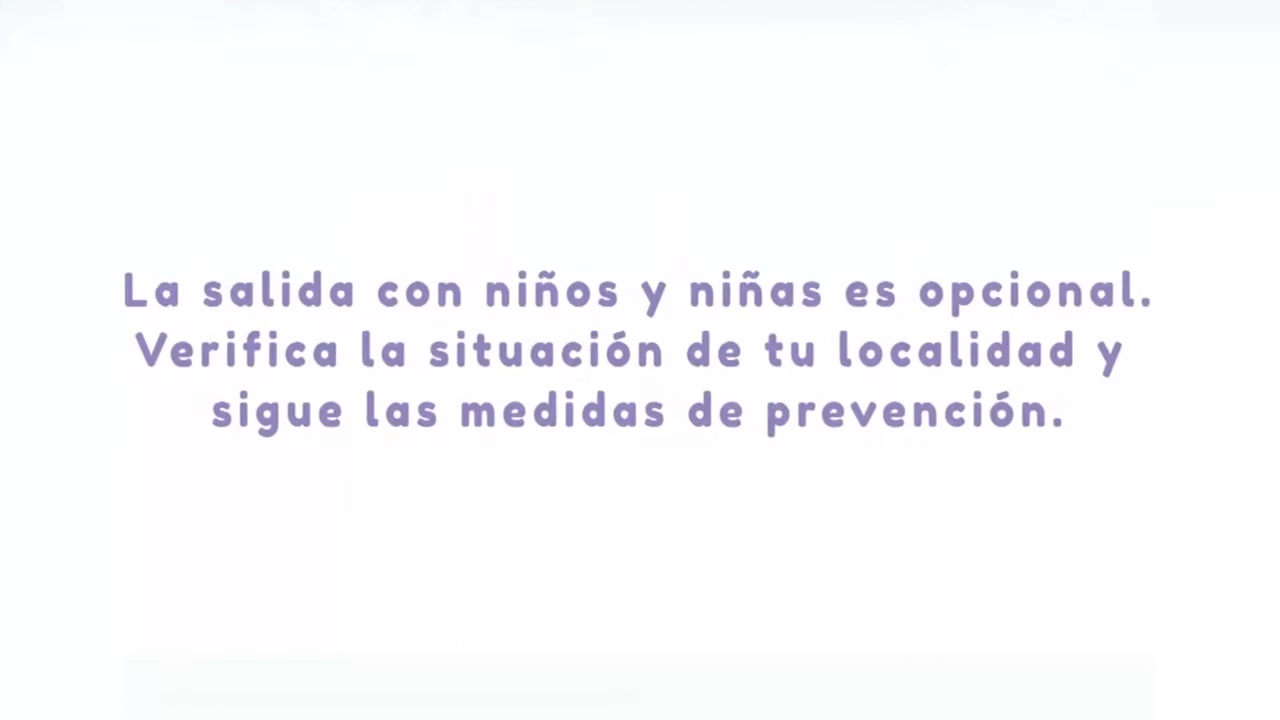 La salida con niños y niñas es opcional.
Verifica la situación de tu localidad y
sigue las medidas de prevención.